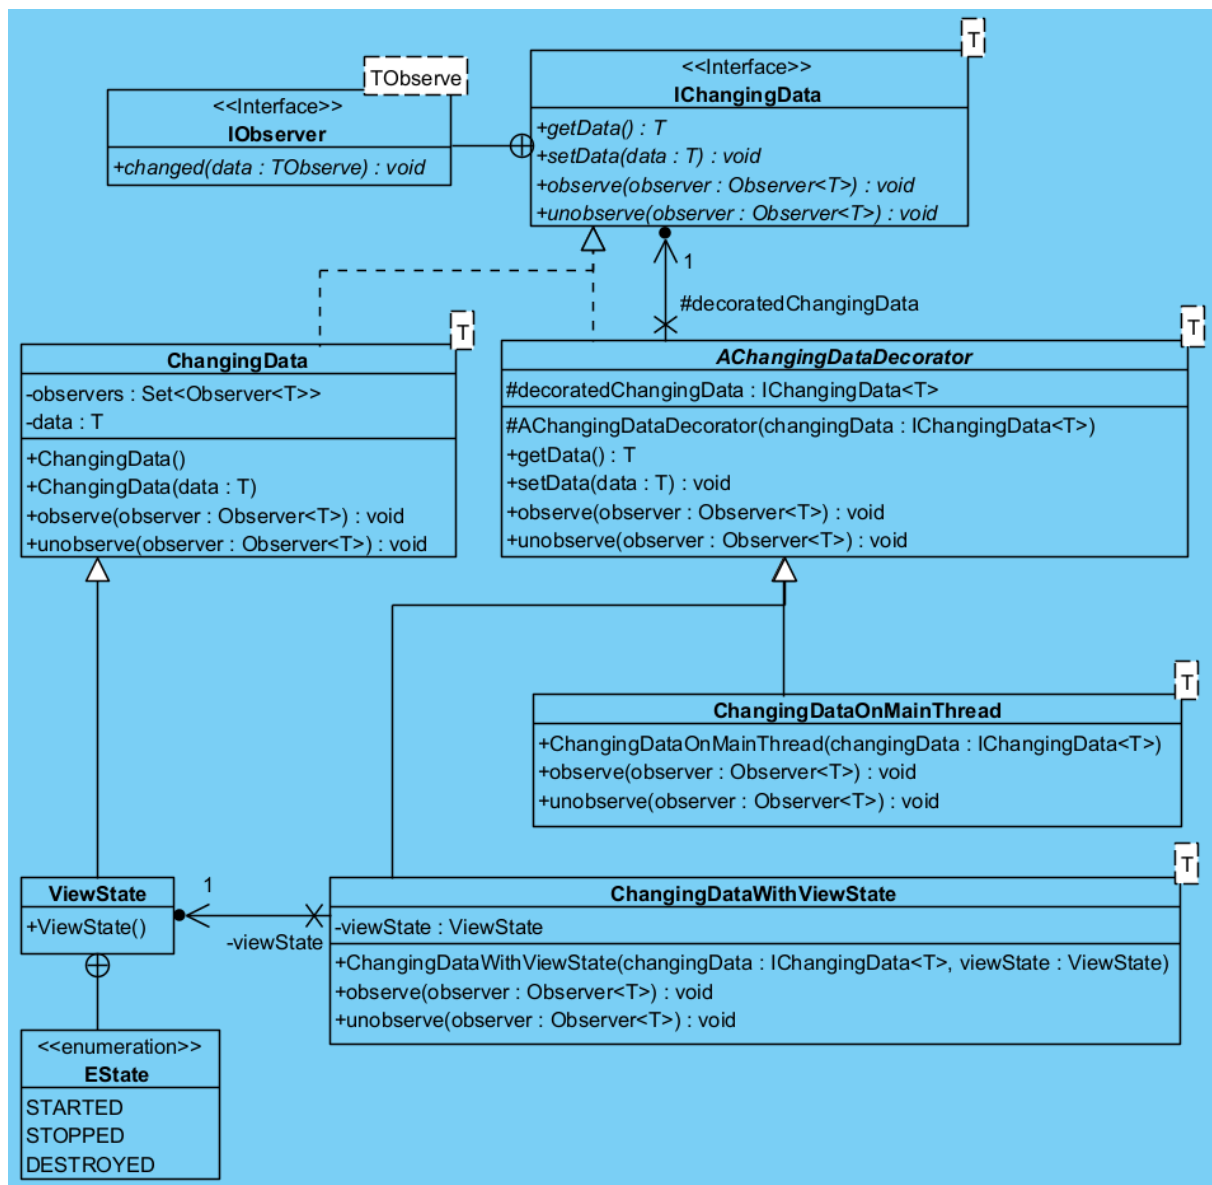 T
<<Interface>>
IChangingData
+getData() : T
+setData(data : T) : void
+observe(observer : Observer<T>) : void
+unobserve(observer : Observer<T>) : void
TObserve
<<Interface>>
IObserver
+changed(data : TObserve) : void
1
#decoratedChangingData
T
ChangingData
-observers : Set<Observer<T>>
-data : T
+ChangingData()
+ChangingData(data : T)
+observe(observer : Observer<T>) : void
+unobserve(observer : Observer<T>) : void
T
AChangingDataDecorator
#decoratedChangingData : IChangingData<T>
#AChangingDataDecorator(changingData : IChangingData<T>)
+getData() : T
+setData(data : T) : void
+observe(observer : Observer<T>) : void
+unobserve(observer : Observer<T>) : void
T
ChangingDataOnMainThread
+ChangingDataOnMainThread(changingData : IChangingData<T>)
+observe(observer : Observer<T>) : void
+unobserve(observer : Observer<T>) : void
ViewState
+ViewState()
1
-viewState
T
ChangingDataWithViewState
-viewState : ViewState
+ChangingDataWithViewState(changingData : IChangingData<T>, viewState : ViewState)
+observe(observer : Observer<T>) : void
+unobserve(observer : Observer<T>) : void
<<enumeration>>
EState
STARTED
STOPPED
DESTROYED